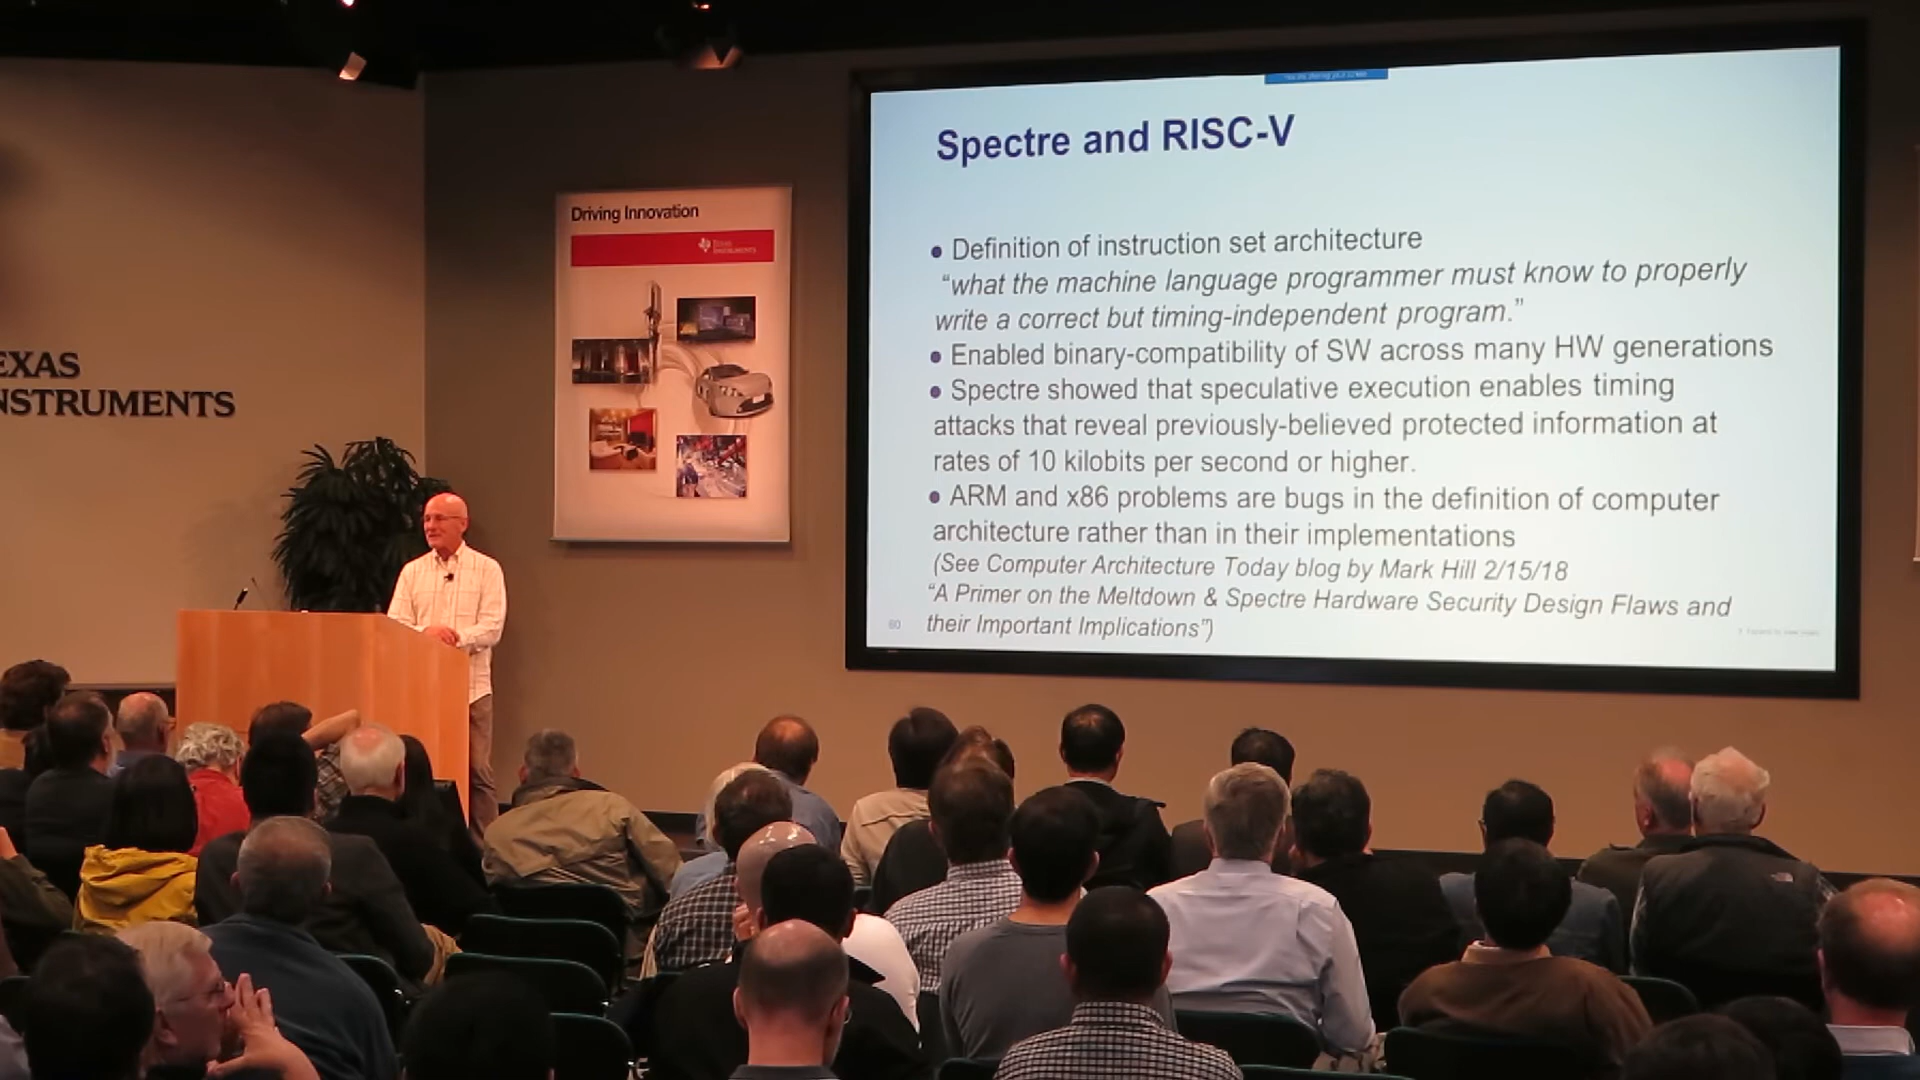 Spectre and RISC-V
• Definition of instruction set architecture
“what the machine language programmer must know to properly
write a correct but timing-independent program.”
• Enabled binary-compatibility of SW across many HW generations
• Spectre showed that speculative execution enables timing
attacks that reveal previously-believed protected information at
rates of 10 kilobits per second or higher.
• ARM and x86 problems are bugs in the definition of computer
architecture rather than in their implementations
(See Computer Architecture Today blog by Mark Hill 2/15/18
“A Primer on the Meltdown & Spectre Hardware Security Design Flaws and
their Important Implications”)
60
Driving Innovation
TEXAS
INSTRUMENTS
EXAS
NSTRUMENTS